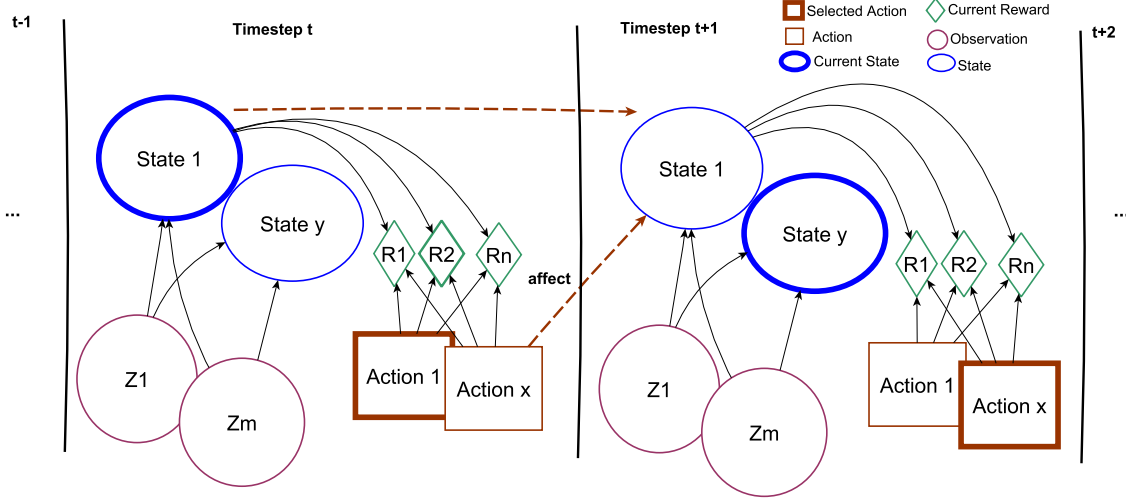 t-1
Timestep t
Timestep t+1
t+2
Selected Action
Current Reward
Action
Observation
Current State
State
State 1
State y
R1
R2
Rn
affect
Z1
Zm
Action 1
Action x
...
State 1
State y
R1
R2
Rn
Z1
Zm
Action 1
Action x
...